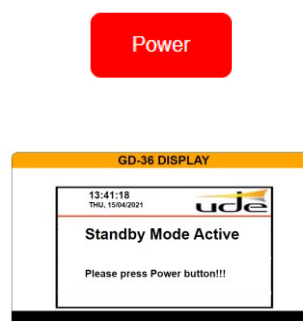 Power
GD-36 DISPLAY
13:41:18
THU, 15/04/2021
ude
Standby Mode Active
Please press Power button!!!